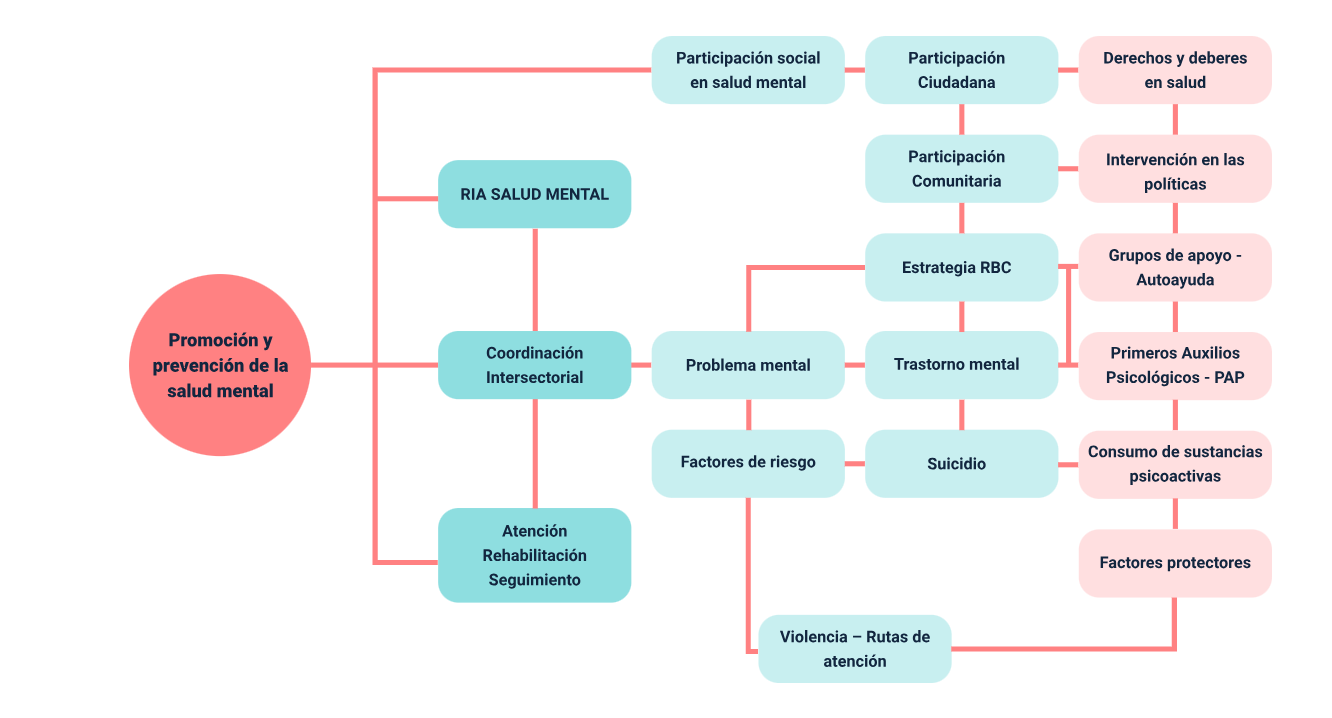 Participación social
en salud mental
Participación
Ciudadana
Derechos y deberes
en salud
Participación
Comunitaria
Intervención en las
políticas
RIA SALUD MENTAL
Estrategia RBC
Grupos de apoyo -
Autoayuda
Promoción y
prevención de la
salud mental
Coordinación
Intersectorial
Problema mental
Trastorno mental
Primeros Auxilios
Psicológicos - PAP
Factores de riesgo
Suicidio
Consumo de sustancias
psicoactivas
Atención
Rehabilitación
Seguimiento
Factores protectores
Violencia – Rutas de
atención